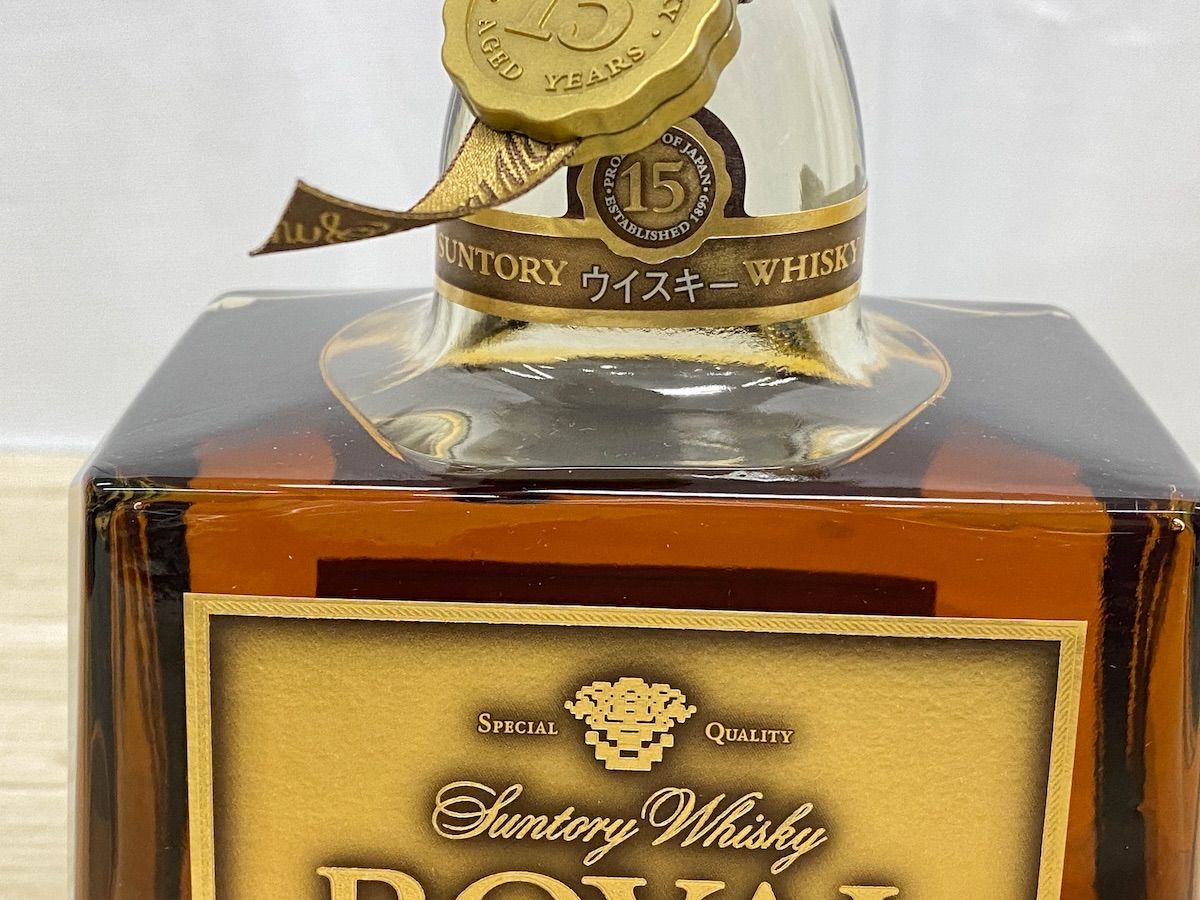 15
AGED YEARS
PRODUCT OF JAPAN
15
ESTABLISHED 1899
SUNTORY ウイスキー WHISKY
SPECIAL QUALITY
Suntory Whisky
ROYAL